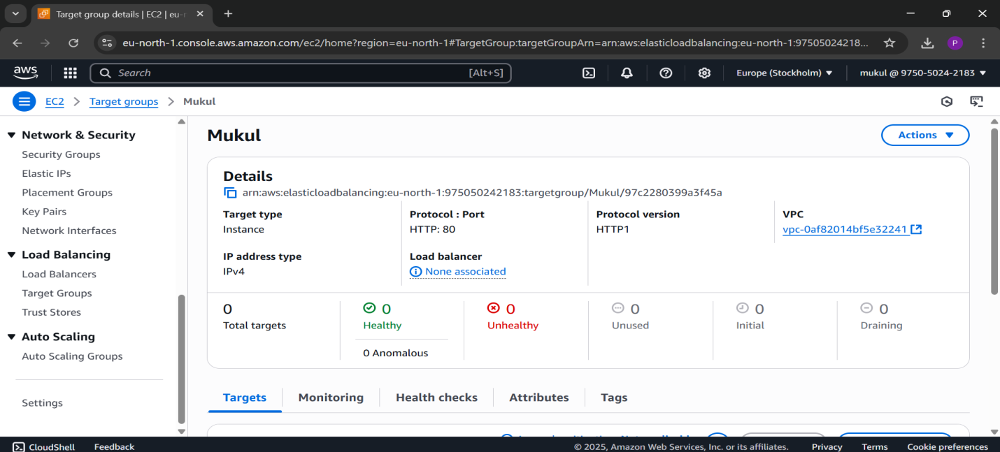 Target group details | EC2 | eu-n
eu-north-1.console.aws.amazon.com/ec2/home?region=eu-north-1#TargetGroup:targetGroupArn=arn:aws:elasticloadbalancing:eu-north-1:97505024218...
P
aws
Search [Alt+S]
Europe (Stockholm)
mukul @ 9750-5024-2183
EC2 > Target groups > Mukul
Network & Security
Security Groups
Elastic IPs
Placement Groups
Key Pairs
Network Interfaces
Load Balancing
Load Balancers
Target Groups
Trust Stores
Auto Scaling
Auto Scaling Groups
Settings
Mukul
Actions
Details
arn:aws:elasticloadbalancing:eu-north-1:975050242183:targetgroup/Mukul/97c2280399a3f45a
Target type
Instance
Protocol : Port
HTTP: 80
Protocol version
HTTP1
VPC
vpc-0af82014bf5e32241
IP address type
IPv4
Load balancer
None associated
0
Total targets
0
Healthy
0 Anomalous
0
Unhealthy
0
Unused
0
Initial
0
Draining
Targets
Monitoring
Health checks
Attributes
Tags
CloudShell
Feedback
© 2025, Amazon Web Services, Inc. or its affiliates.
Privacy
Terms
Cookie preferences